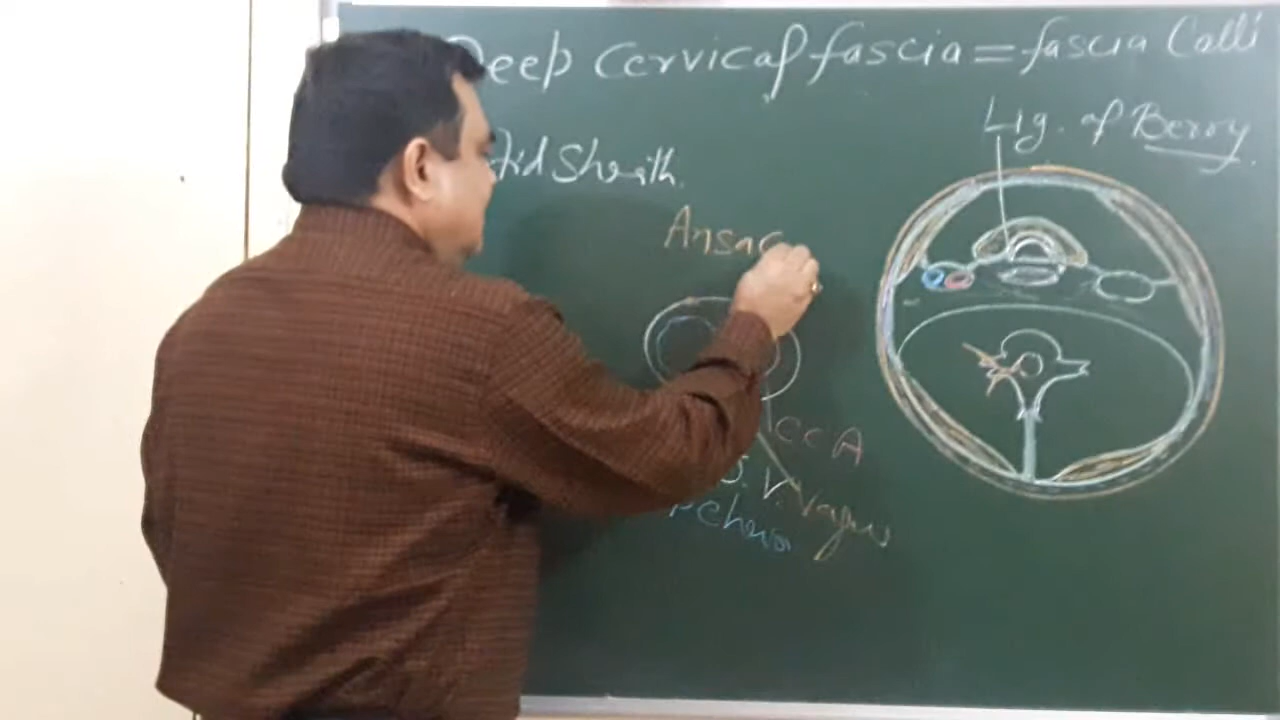 Deep Cervical fascia = fascia Colli
Lig. of Berry
tid Sheath.
Ansa C
CCA
J. V. Vagus